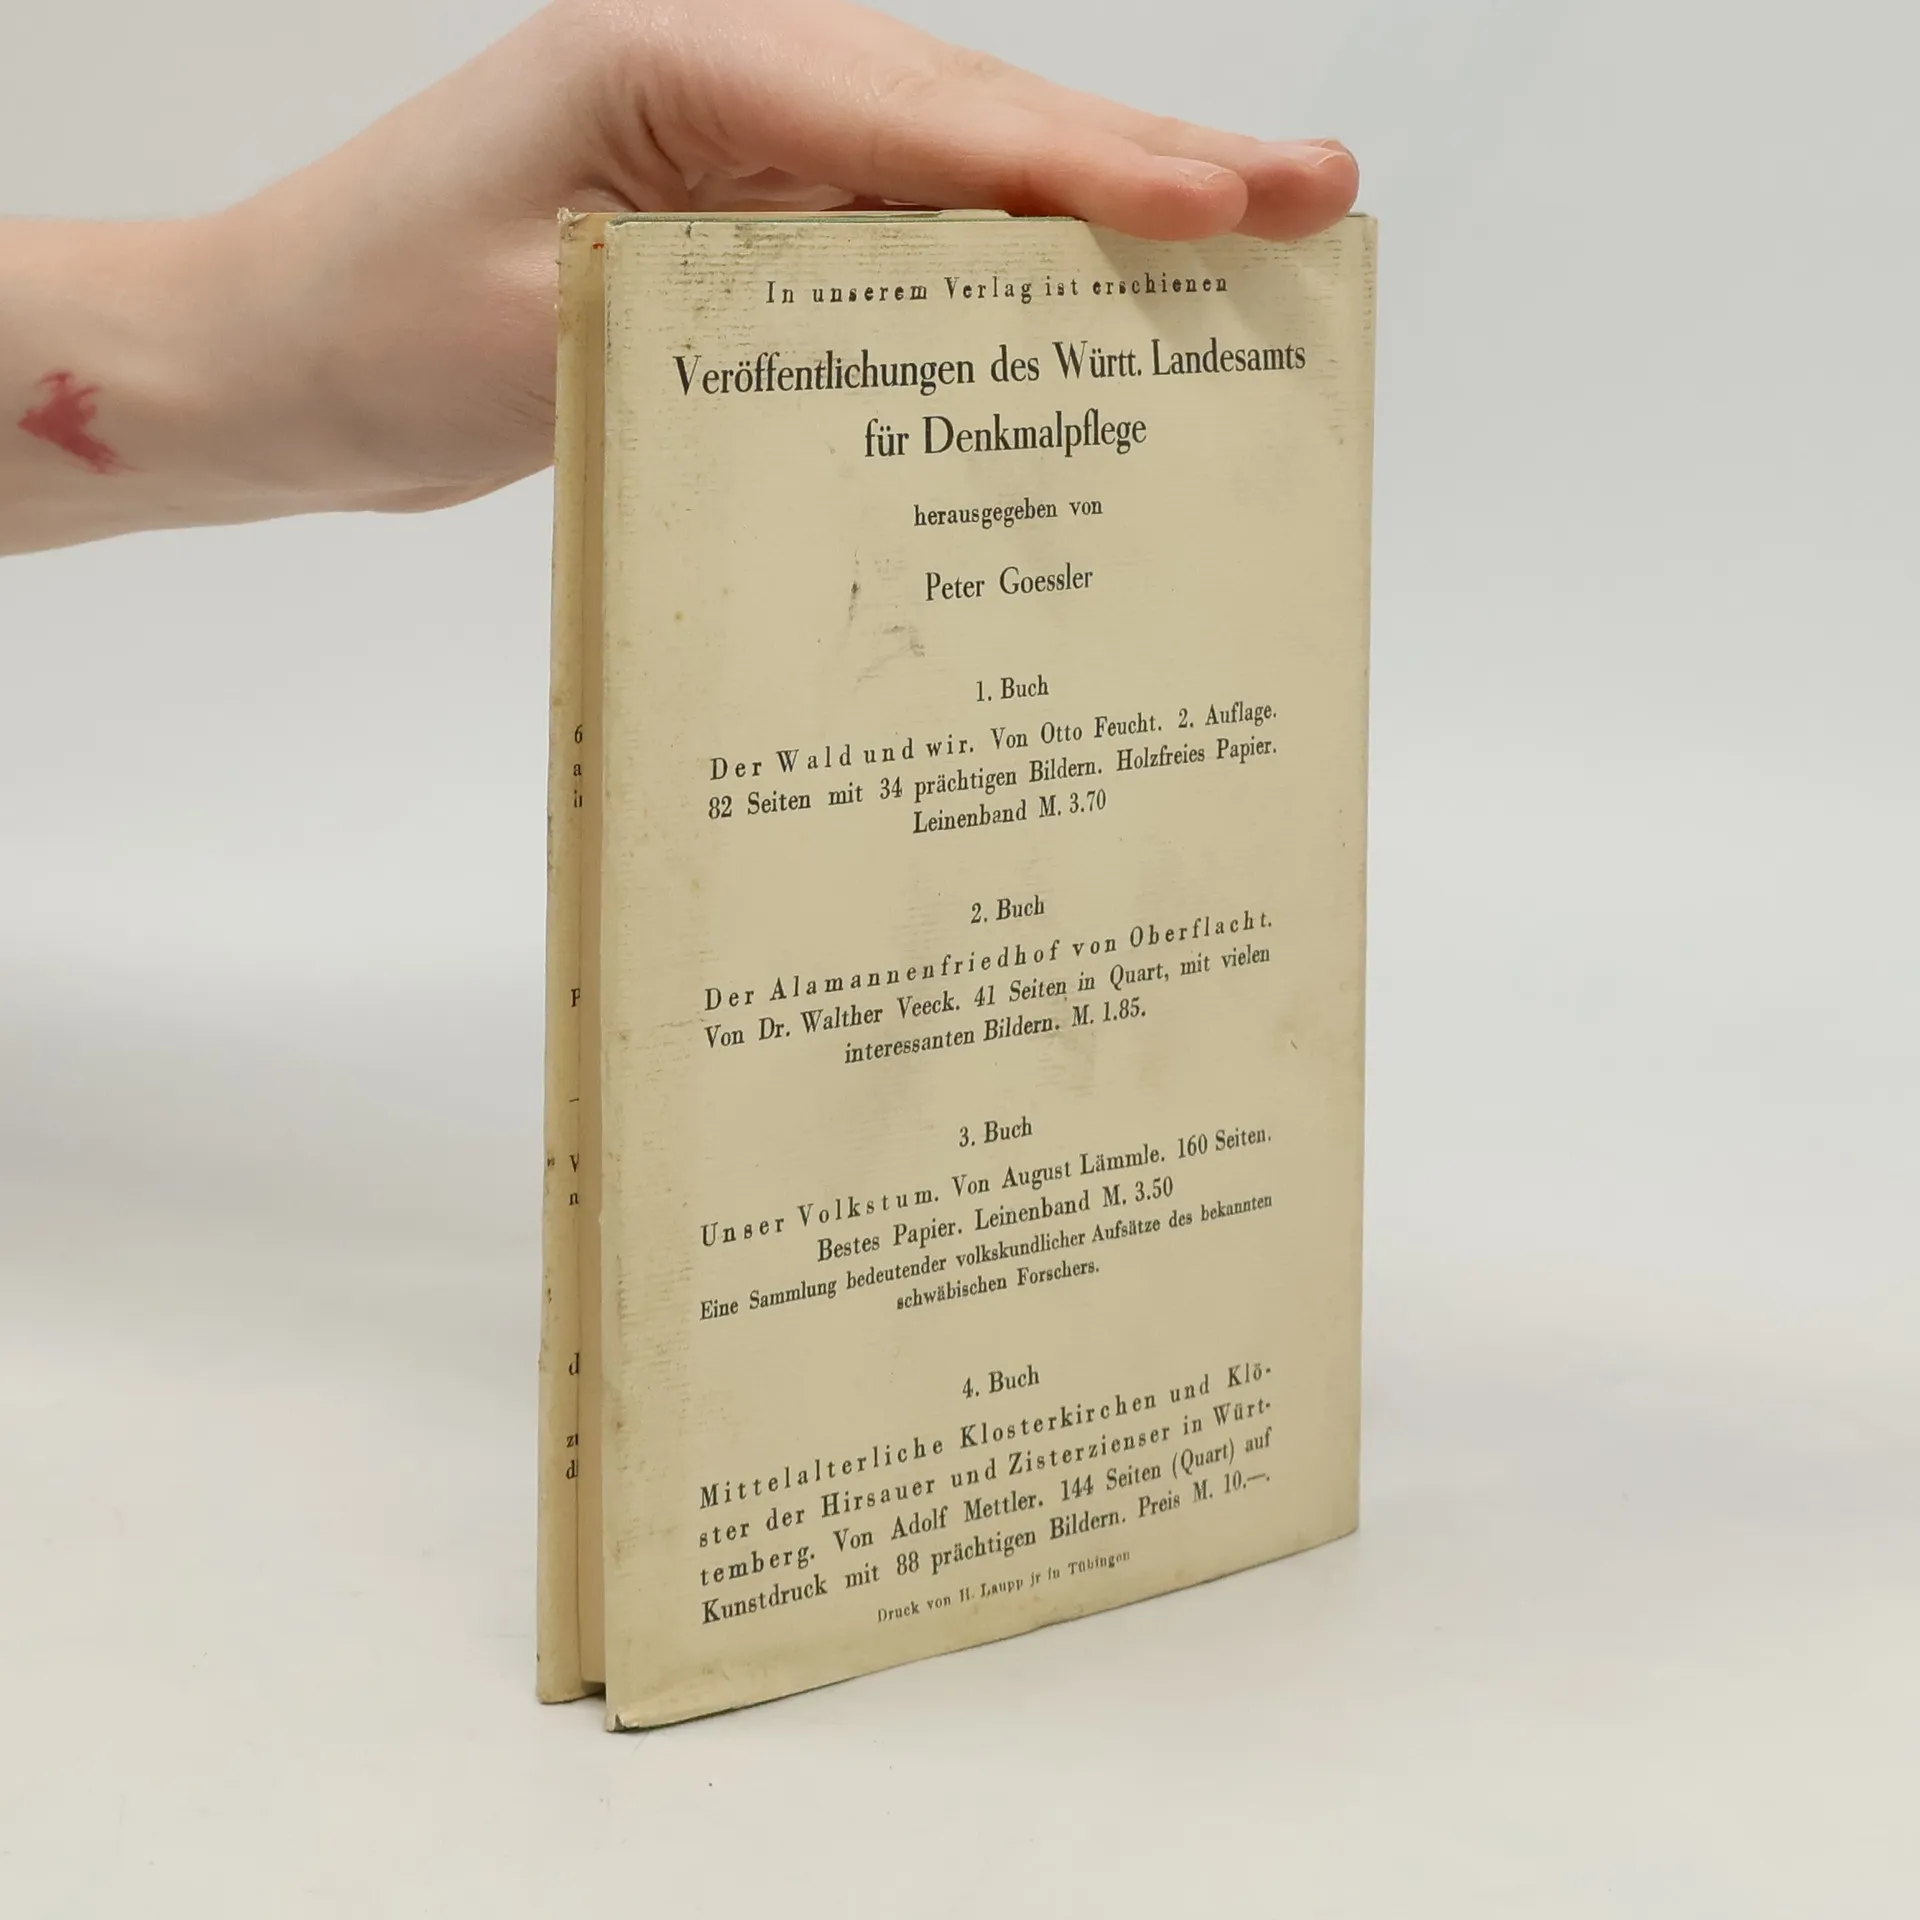 In unserem Verlag ist erschienen
Veröffentlichungen des Württ. Landesamts
für Denkmalpflege
herausgegeben von
Peter Goessler
1. Buch
Der Wald und wir. Von Otto Feucht. 2. Auflage.
82 Seiten mit 34 prächtigen Bildern. Holzfreies Papier.
Leinenband M. 3.70
2. Buch
Der Alamannenfriedhof von Oberflacht.
Von Dr. Walther Veeck. 41 Seiten in Quart, mit vielen
interessanten Bildern. M. 1.85.
3. Buch
Unser Volkstum. Von August Lämmle. 160 Seiten.
Bestes Papier. Leinenband M. 3.50
Eine Sammlung bedeutender volkskundlicher Aufsätze des bekannten
schwäbischen Forschers.
4. Buch
Mittelalterliche Klosterkirchen und Klö-
ster der Hirsauer und Zisterzienser in Würt-
temberg. Von Adolf Mettler. 144 Seiten (Quart) auf
Kunstdruck mit 88 prächtigen Bildern. Preis M. 10.—.
Druck von H. Laupp jr in Tübingen